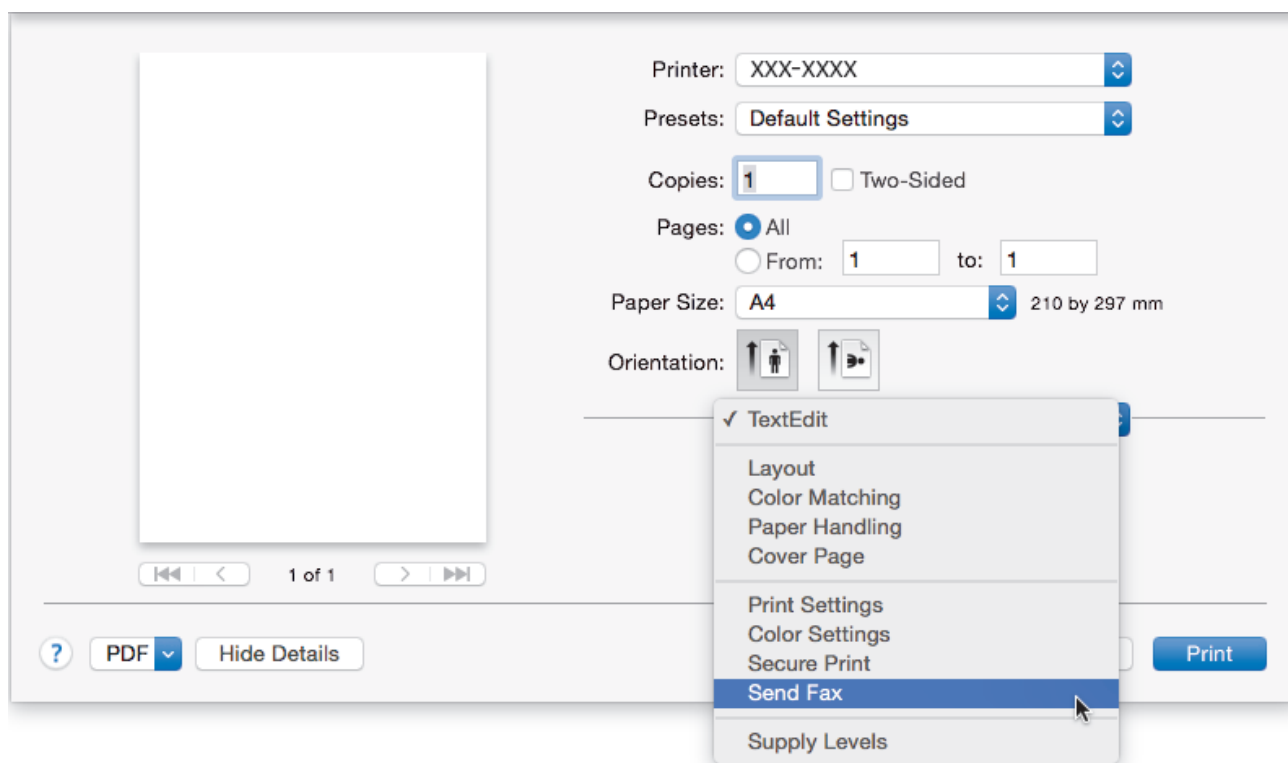 Printer: XXX-XXXX
Presets: Default Settings
Copies: 1 Two-Sided
Pages: All
From: 1 to: 1
Paper Size: A4 210 by 297 mm
Orientation:
✓ TextEdit
Layout
Color Matching
Paper Handling
Cover Page
1 of 1
Print Settings
Color Settings
Secure Print
Send Fax
Supply Levels
? PDF Hide Details Print